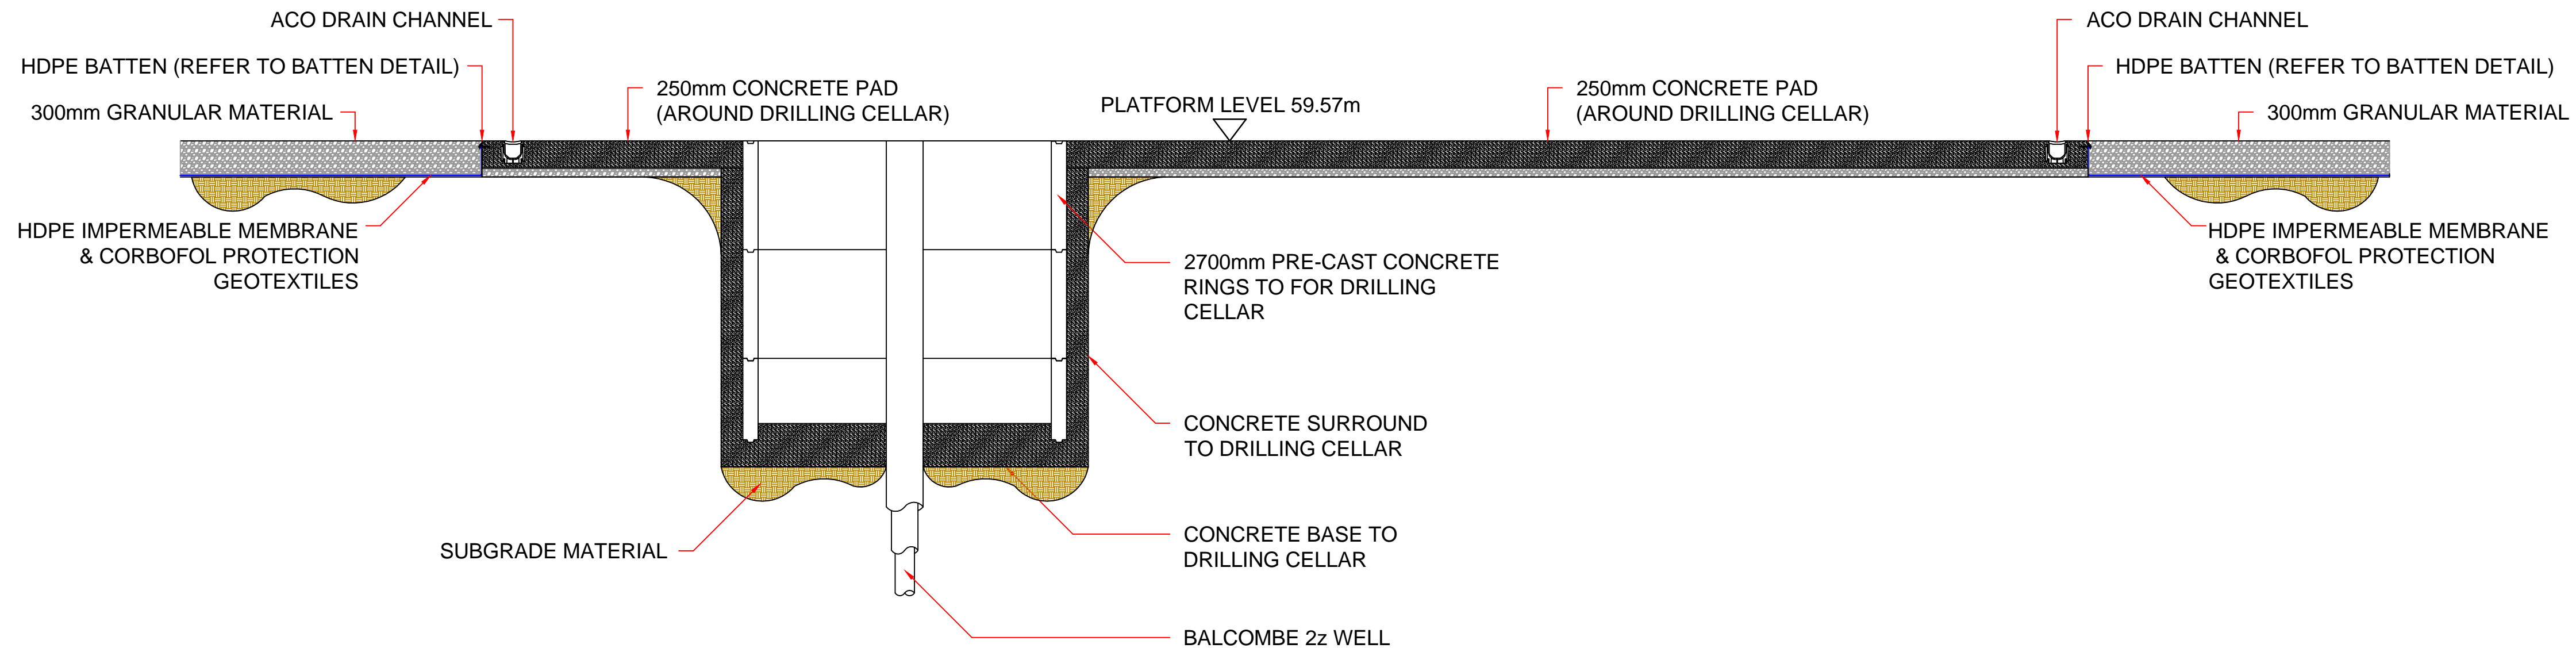 ACO DRAIN CHANNEL
HDPE BATTEN (REFER TO BATTEN DETAIL)
300mm GRANULAR MATERIAL
250mm CONCRETE PAD
(AROUND DRILLING CELLAR)
PLATFORM LEVEL 59.57m
250mm CONCRETE PAD
(AROUND DRILLING CELLAR)
ACO DRAIN CHANNEL
HDPE BATTEN (REFER TO BATTEN DETAIL)
300mm GRANULAR MATERIAL
HDPE IMPERMEABLE MEMBRANE
& CORBOFOL PROTECTION
GEOTEXTILES
2700mm PRE-CAST CONCRETE
RINGS TO FOR DRILLING
CELLAR
HDPE IMPERMEABLE MEMBRANE
& CORBOFOL PROTECTION
GEOTEXTILES
CONCRETE SURROUND
TO DRILLING CELLAR
SUBGRADE MATERIAL
CONCRETE BASE TO
DRILLING CELLAR
BALCOMBE 2z WELL